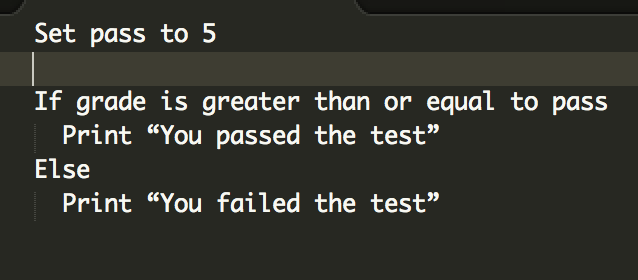 Set pass to 5
If grade is greater than or equal to pass
Print “You passed the test”
Else
Print “You failed the test”